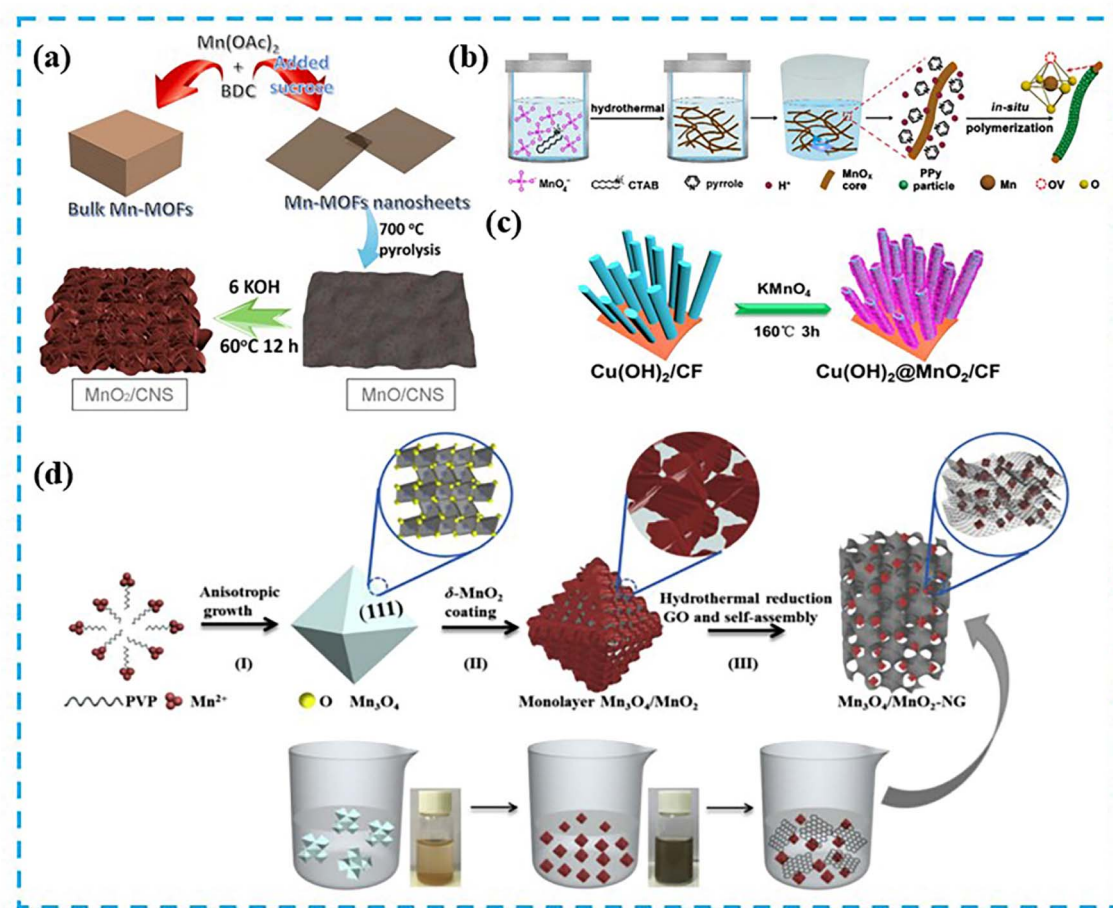 (a)
Mn(OAc)₂
+
BDC
Added
sucrose
Bulk Mn-MOFs
Mn-MOFs nanosheets
700 °C
pyrolysis
6 KOH
60°C 12 h
MnO₂/CNS
MnO/CNS
(b)
hydrothermal
in-situ
polymerization
MnO₄⁻
CTAB
pyrrole
H⁺
MnOₓ
core
PPy
particle
Mn
OV
O
(c)
KMnO₄
160℃ 3h
Cu(OH)₂/CF
Cu(OH)₂@MnO₂/CF
(d)
Anisotropic
growth
(I)
(111)
δ-MnO₂
coating
(II)
Hydrothermal reduction
GO and self-assembly
(III)
PVP
Mn²⁺
O
Mn₃O₄
Monolayer Mn₃O₄/MnO₂
Mn₃O₄/MnO₂-NG